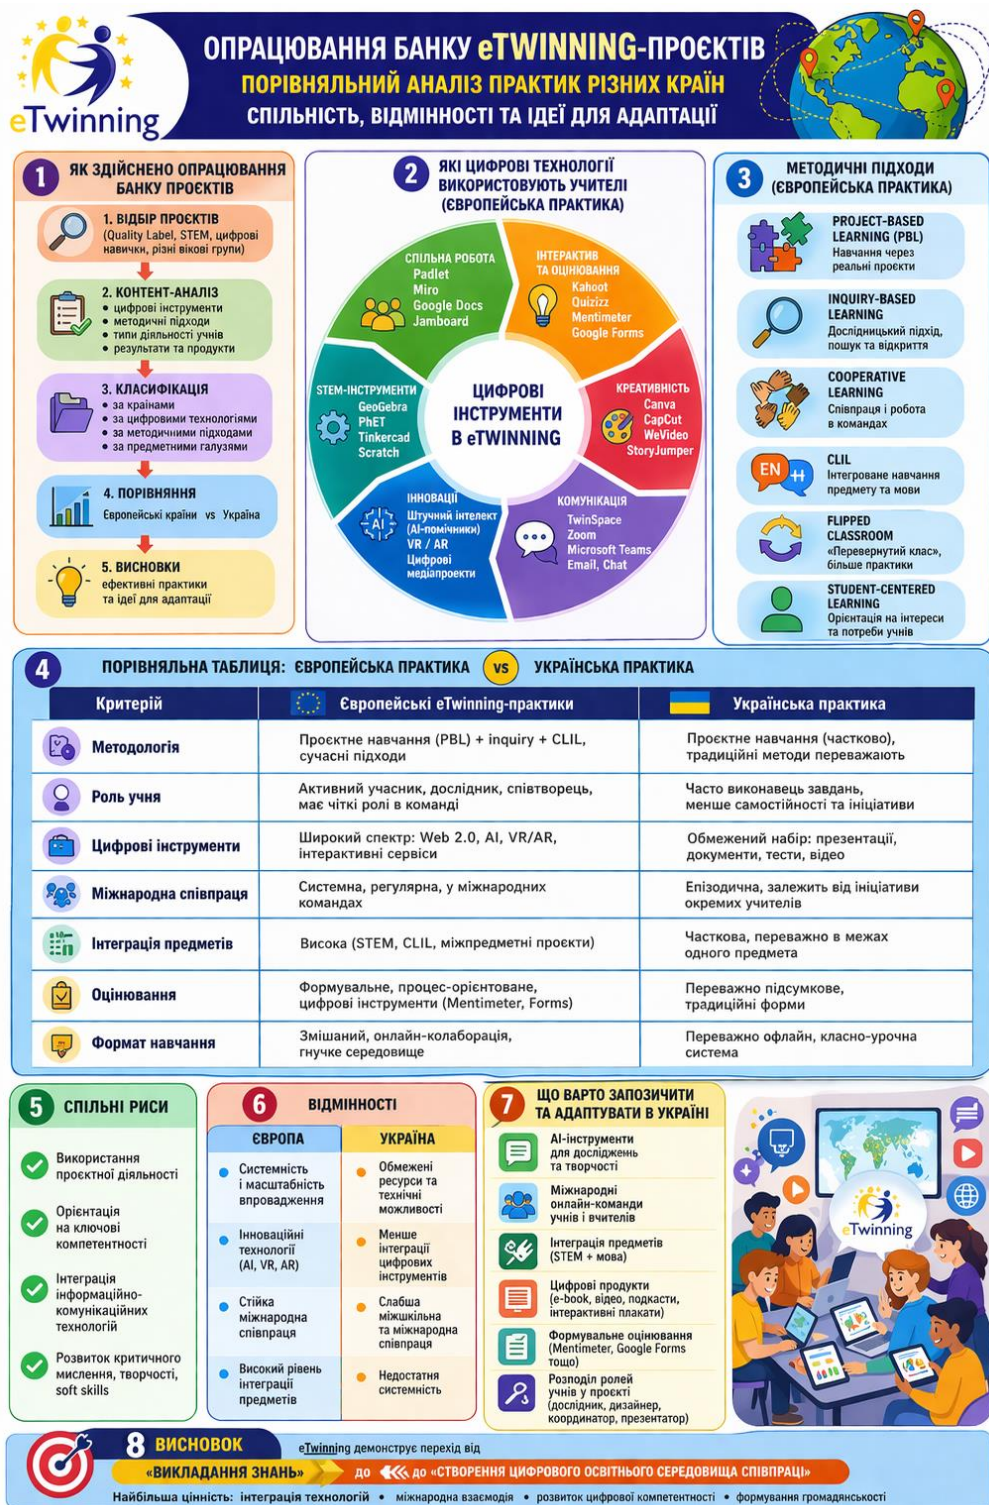 eTwinning
ОПРАЦЮВАННЯ БАНКУ eTWINNING-ПРОЄКТІВ
ПОРІВНЯЛЬНИЙ АНАЛІЗ ПРАКТИК РІЗНИХ КРАЇН
СПІЛЬНІСТЬ, ВІДМІННОСТІ ТА ІДЕЇ ДЛЯ АДАПТАЦІЇ
1
ЯК ЗДІЙСНЕНО ОПРАЦЮВАННЯ
БАНКУ ПРОЄКТІВ
1. ВІДБІР ПРОЄКТІВ
(Quality Label, STEM, цифрові
навички, різні вікові групи)
2. КОНТЕНТ-АНАЛІЗ
• цифрові інструменти
• методичні підходи
• типи діяльності учнів
• результати та продукти
3. КЛАСИФІКАЦІЯ
• за країнами
• за цифровими технологіями
• за методичними підходами
• за предметними галузями
4. ПОРІВНЯННЯ
Європейські країни vs Україна
5. ВИСНОВКИ
ефективні практики
та ідеї для адаптації
2
ЯКІ ЦИФРОВІ ТЕХНОЛОГІЇ
ВИКОРИСТОВУЮТЬ УЧИТЕЛІ
(ЄВРОПЕЙСЬКА ПРАКТИКА)
СПІЛЬНА РОБОТА
Padlet
Miro
Google Docs
Jamboard
ІНТЕРАКТИВ
ТА ОЦІНЮВАННЯ
Kahoot
Quizizz
Mentimeter
Google Forms
STEM-ІНСТРУМЕНТИ
GeoGebra
PhET
Tinkercad
Scratch
ЦИФРОВІ
ІНСТРУМЕНТИ
В eTWINNING
КРЕАТИВНІСТЬ
Canva
CapCut
WeVideo
StoryJumper
ІННОВАЦІЇ
AI
Штучний інтелект
(AI-помічники)
VR / AR
Цифрові
медіапроекти
КОМУНІКАЦІЯ
TwinSpace
Zoom
Microsoft Teams
Email, Chat
3
МЕТОДИЧНІ ПІДХОДИ
(ЄВРОПЕЙСЬКА ПРАКТИКА)
PROJECT-BASED
LEARNING (PBL)
Навчання через
реальні проєкти
INQUIRY-BASED
LEARNING
Дослідницький підхід,
пошук та відкриття
COOPERATIVE
LEARNING
Співпраця і робота
в командах
EN
CLIL
Інтегроване навчання
предмету та мови
FLIPPED
CLASSROOM
«Перевернутий клас»,
більше практики
STUDENT-CENTERED
LEARNING
Орієнтація на інтереси
та потреби учнів
4
ПОРІВНЯЛЬНА ТАБЛИЦЯ: ЄВРОПЕЙСЬКА ПРАКТИКА VS УКРАЇНСЬКА ПРАКТИКА
Критерій Європейські eTwinning-практики Українська практика
Методологія
Проєктне навчання (PBL) + inquiry + CLIL,
сучасні підходи
Проєктне навчання (частково),
традиційні методи переважають
Роль учня
Активний учасник, дослідник, співтворець,
має чіткі ролі в команді
Часто виконавець завдань,
менше самостійності та ініціативи
Цифрові інструменти
Широкий спектр: Web 2.0, AI, VR/AR,
інтерактивні сервіси
Обмежений набір: презентації,
документи, тести, відео
Міжнародна співпраця
Системна, регулярна, у міжнародних
командах
Епізодична, залежить від ініціативи
окремих учителів
Інтеграція предметів
Висока (STEM, CLIL, міжпредметні проєкти)
Часткова, переважно в межах
одного предмета
Оцінювання
Формувальне, процес-орієнтоване,
цифрові інструменти (Mentimeter, Forms)
Переважно підсумкове,
традиційні форми
Формат навчання
Змішаний, онлайн-колаборація,
гнучке середовище
Переважно офлайн, класно-урочна
система
5
СПІЛЬНІ РИСИ
Використання
проєктної діяльності
Орієнтація
на ключові
компетентності
Інтеграція
інформаційно-
комунікаційних
технологій
Розвиток критичного
мислення, творчості,
soft skills
6
ВІДМІННОСТІ
ЄВРОПА
• Системність
і масштабність
впровадження
• Інноваційні
технології
(AI, VR, AR)
• Стійка
міжнародна
співпраця
• Високий рівень
інтеграції
предметів
УКРАЇНА
• Обмежені
ресурси та
технічні
можливості
• Менше
інтеграції
цифрових
інструментів
• Слабша
міжшкільна
та міжнародна
співпраця
• Недостатня
системність
7
ЩО ВАРТО ЗАПОЗИЧИТИ
ТА АДАПТУВАТИ В УКРАЇНІ
AI-інструменти
для досліджень
та творчості
Міжнародні
онлайн-команди
учнів і вчителів
Інтеграція предметів
(STEM + мова)
Цифрові продукти
(e-book, відео, подкасти,
інтерактивні плакати)
Формувальне оцінювання
(Mentimeter, Google Forms
тощо)
Розподіл ролей
учнів у проєкті
(дослідник, дизайнер,
координатор, презентатор)
eTwinning
8 ВИСНОВОК
eTwinning демонструє перехід від
«ВИКЛАДАННЯ ЗНАНЬ» до до «СТВОРЕННЯ ЦИФРОВОГО ОСВІТНЬОГО СЕРЕДОВИЩА СПІВПРАЦІ»
Найбільша цінність: інтеграція технологій • міжнародна взаємодія • розвиток цифрової компетентності • формування громадянськості